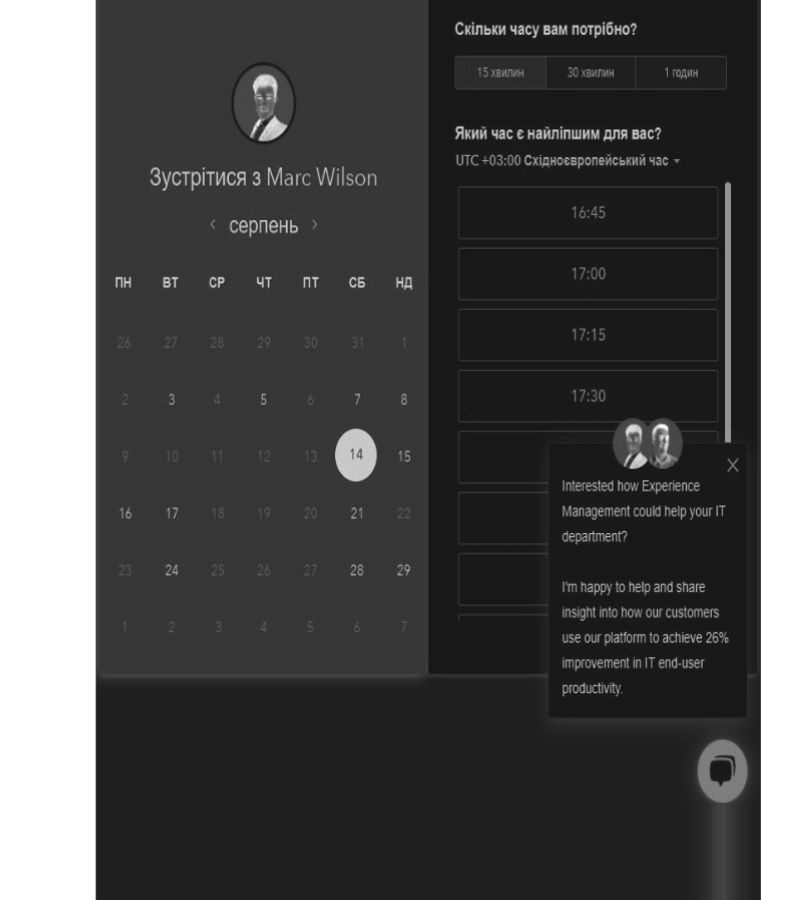 Зустрітися з Marc Wilson
серпень
ПН ВТ СР ЧТ ПТ СБ НД
26 27 28 29 30 31 1
2 3 4 5 6 7 8
9 10 11 12 13 14 15
16 17 18 19 20 21 22
23 24 25 26 27 28 29
1 2 3 4 5 6 7
Скільки часу вам потрібно?
15 хвилин 30 хвилин 1 годин
Який час є найліпшим для вас?
UTC +03:00 Східноєвропейський час
16:45
17:00
17:15
17:30
Interested how Experience
Management could help your IT
department?
I'm happy to help and share
insight into how our customers
use our platform to achieve 26%
improvement in IT end-user
productivity.